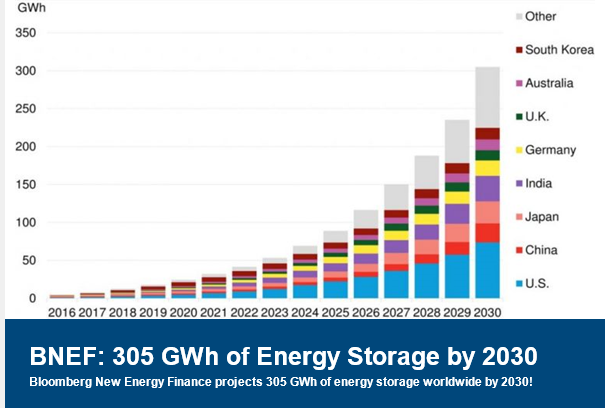 GWh
350
300
250
200
150
100
50
0
2016 2017 2018 2019 2020 2021 2022 2023 2024 2025 2026 2027 2028 2029 2030
Other
South Korea
Australia
U.K.
Germany
India
Japan
China
U.S.
BNEF: 305 GWh of Energy Storage by 2030
Bloomberg New Energy Finance projects 305 GWh of energy storage worldwide by 2030!